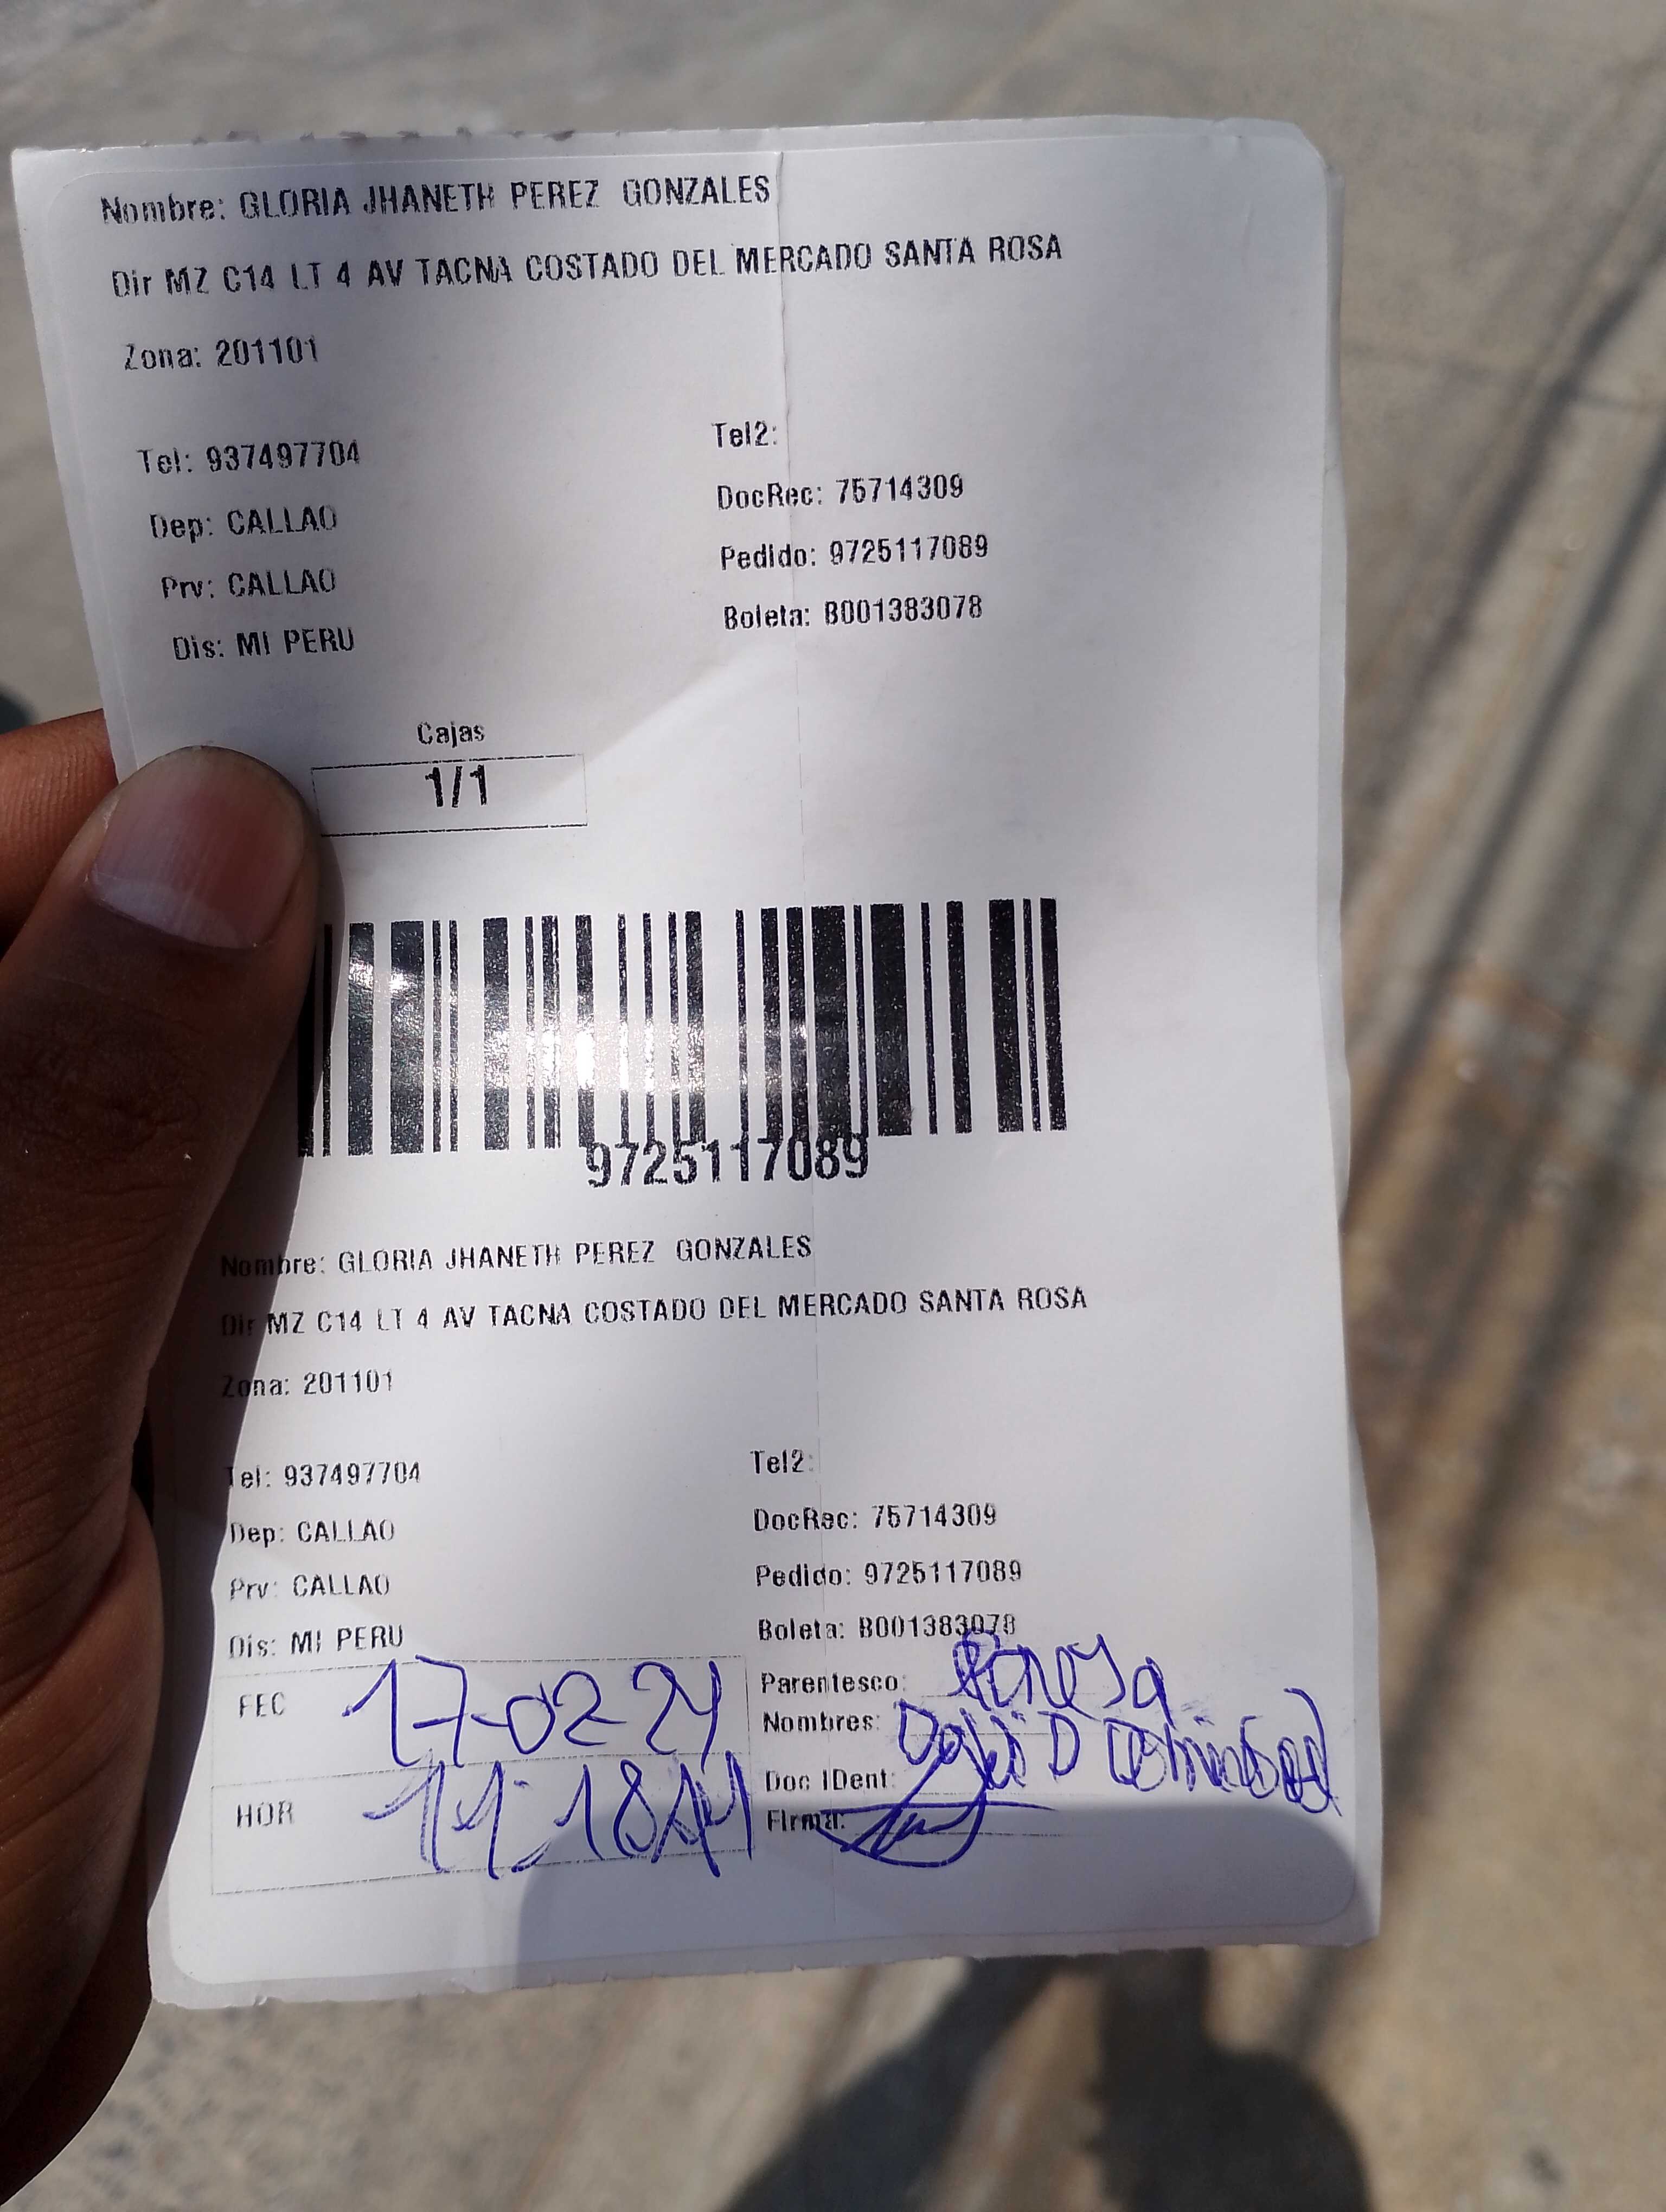 Nombre: GLORIA JHANETH PEREZ GONZALES
Dir MZ C14 LT 4 AV TACNA COSTADO DEL MERCADO SANTA ROSA
Zona: 201101
Tel: 937497704 Tel2:
DocRec: 75714309
Dep: CALLAO
Pedido: 9725117089
Prv: CALLAO
Boleta: B001383078
Dis: MI PERU
Cajas
1/1
9725117089
Nombre: GLORIA JHANETH PEREZ GONZALES
Dir MZ C14 LT 4 AV TACNA COSTADO DEL MERCADO SANTA ROSA
Zona: 201101
Tel: 937497704 Tel2:
DocRec: 75714309
Dep: CALLAO
Pedido: 9725117089
Prv: CALLAO
Boleta: B001383078
Dis: MI PERU
FEC 17-02-24
Parentesco:
Nombres:
Doc IDent:
HOR 11:18AM
Firma: